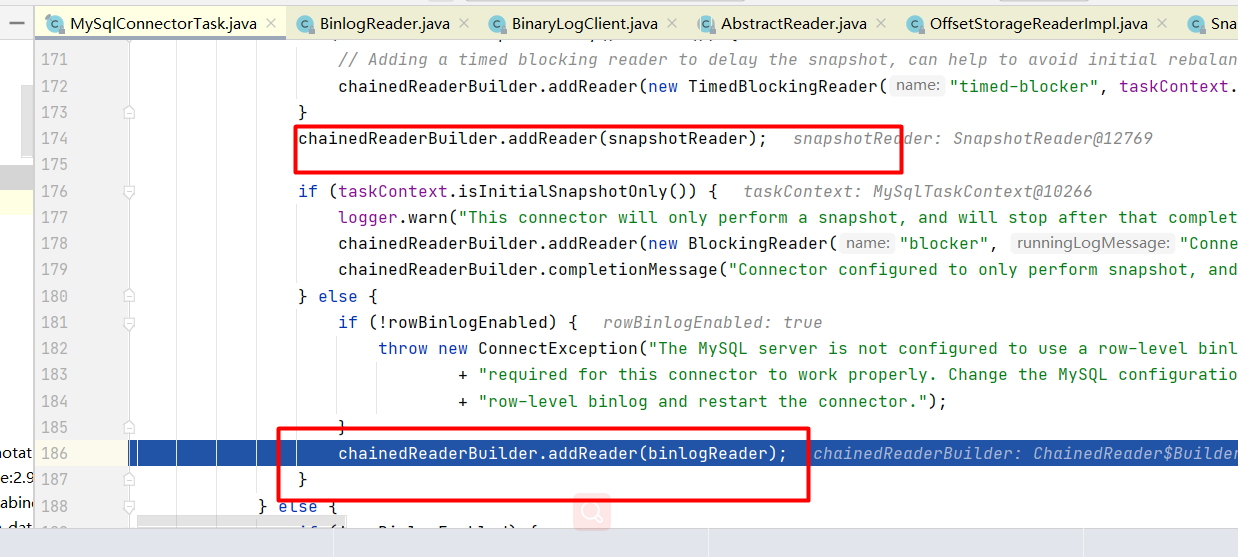 MySqlConnectorTask.java BinlogReader.java BinaryLogClient.java AbstractReader.java OffsetStorageReaderImpl.java Sna
171 // Adding a timed blocking reader to delay the snapshot, can help to avoid initial rebalan
172 chainedReaderBuilder.addReader(new TimedBlockingReader( name: "timed-blocker", taskContext.
173 }
174 chainedReaderBuilder.addReader(snapshotReader); snapshotReader: SnapshotReader@12769
175
176 if (taskContext.isInitialSnapshotOnly()) { taskContext: MySqlTaskContext@10266
177 logger.warn("This connector will only perform a snapshot, and will stop after that complet
178 chainedReaderBuilder.addReader(new BlockingReader( name: "blocker", runningLogMessage: "Conne
179 chainedReaderBuilder.completionMessage("Connector configured to only perform snapshot, and
180 } else {
181 if (!rowBinlogEnabled) { rowBinlogEnabled: true
182 throw new ConnectException("The MySQL server is not configured to use a row-level binl
183 + "required for this connector to work properly. Change the MySQL configuratio
184 + "row-level binlog and restart the connector.");
185 }
notat
186 chainedReaderBuilder.addReader(binlogReader); chainedReaderBuilder: ChainedReader$Builder
e:2.9
187 }
abine
188 } else {